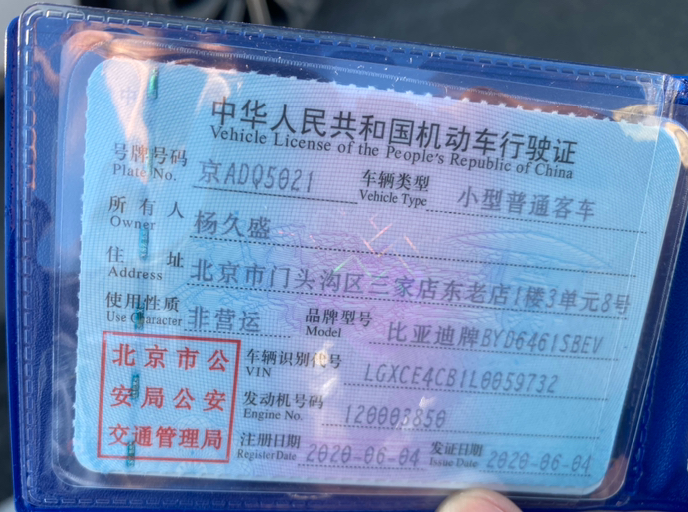 中华人民共和国机动车行驶证
Vehicle License of the People's Republic of China
号牌号码 京ADQ5021 车辆类型 小型普通客车
Plate No. Vehicle Type
所有人 杨久盛
Owner
住址 北京市门头沟区三家店东老店1楼3单元8号
Address
使用性质 非营运 品牌型号 比亚迪牌BYD6461SBEV
Use Character Model
北京市公
安局公安
交通管理局
车辆识别代号 LGXCE4CB1L0059732
VIN
发动机号码 120003850
Engine No.
注册日期 2020-06-04 发证日期 2020-06-04
Register Date Issue Date